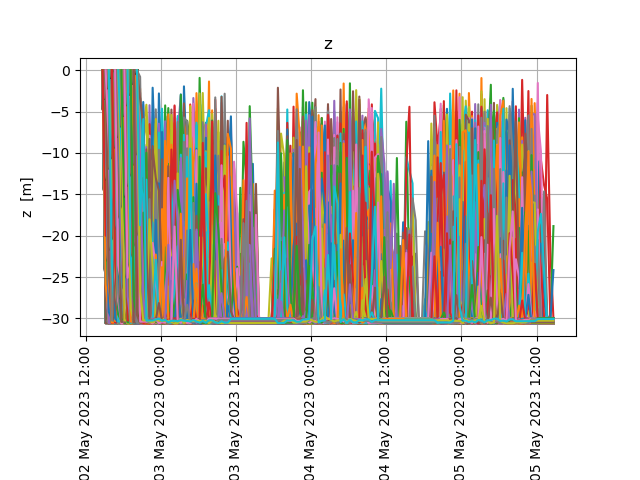 z
0
−5
−10
−15
−20
−25
−30
z [m]
02 May 2023 12:00
03 May 2023 00:00
03 May 2023 12:00
04 May 2023 00:00
04 May 2023 12:00
05 May 2023 00:00
05 May 2023 12:00